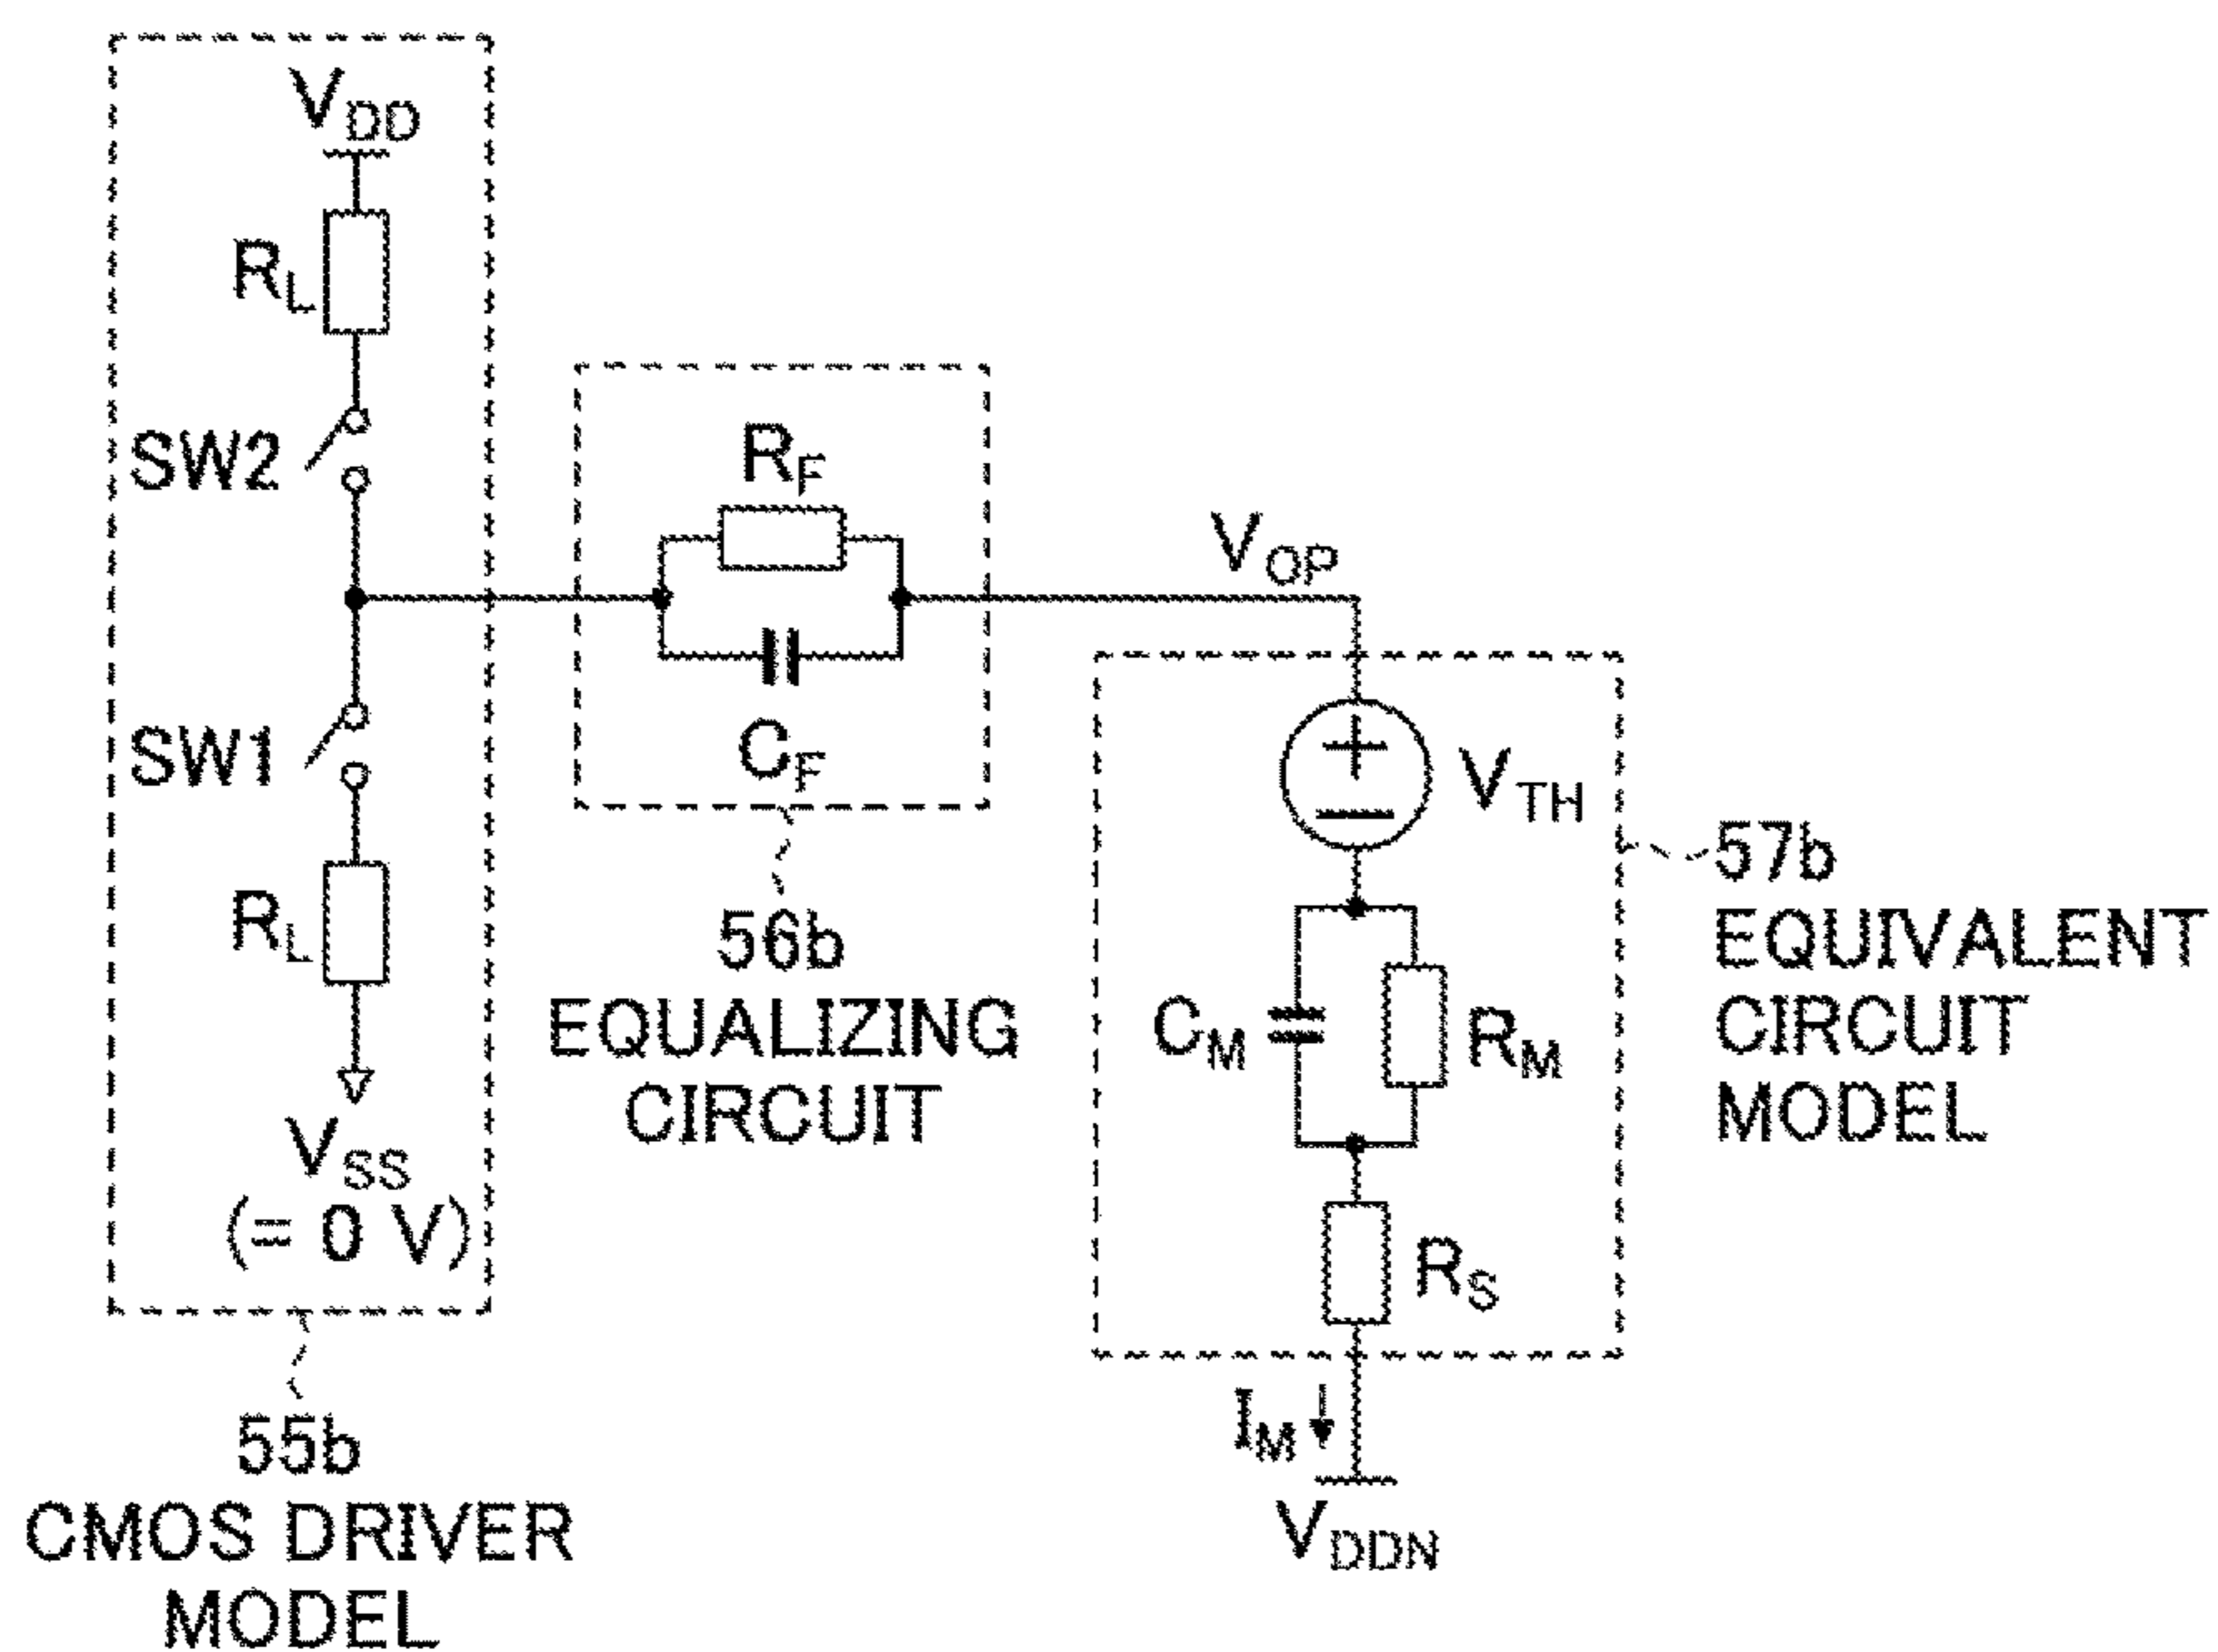 VDD
RL
SW2
SW1
RL
VSS
(= 0 V)
55b
CMOS DRIVER
MODEL
RF
CF
56b
EQUALIZING
CIRCUIT
VOP
VTH
CM
RM
RS
IM
VDDN
57b
EQUIVALENT
CIRCUIT
MODEL